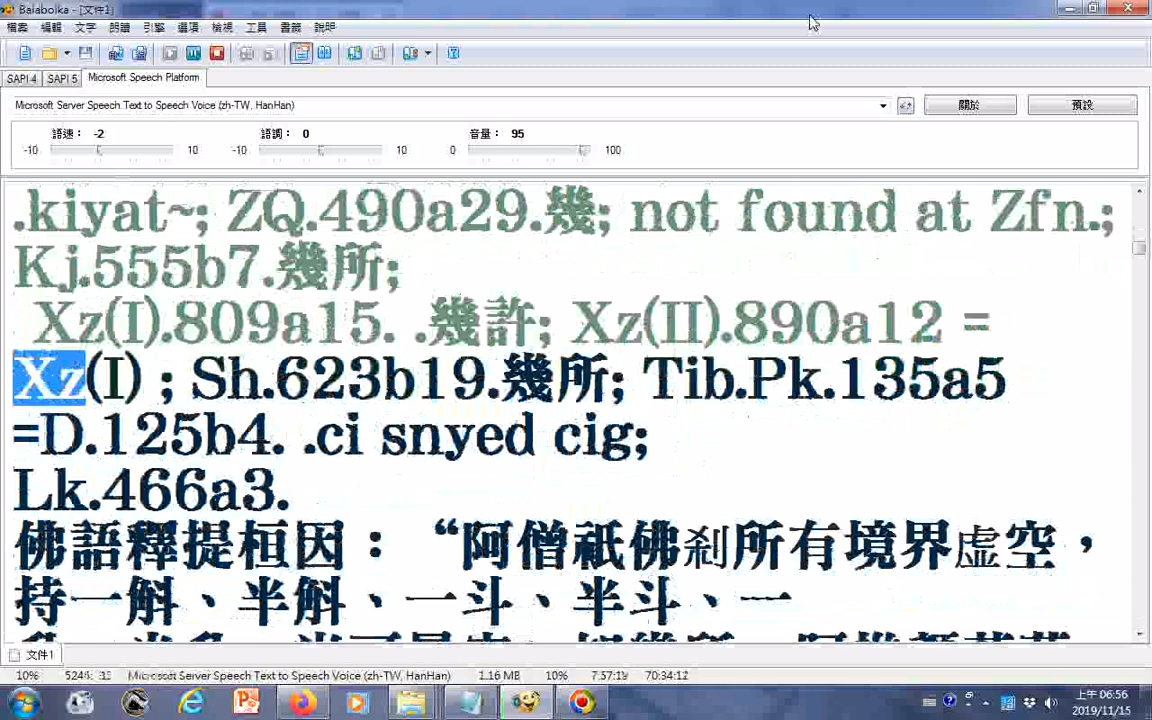 Balabolka - [文件1]
檔案 編輯 文字 朗讀 引擎 選項 檢視 工具 書籤 說明
SAPI 4 SAPI 5 Microsoft Speech Platform
Microsoft Server Speech Text to Speech Voice (zh-TW, HanHan) 關於 預設
語速： -2 語調： 0 音量： 95
-10 10 -10 10 0 100
.kiyat~; ZQ.490a29.幾; not found at Zfn.;
Kj.555b7.幾所;
Xz(I).809a15. .幾許; Xz(II).890a12 =
Xz(I) ; Sh.623b19.幾所; Tib.Pk.135a5
=D.125b4. .ci snyed cig;
Lk.466a3.
佛語釋提桓因：“阿僧祇佛剎所有境界虛空，
持一斛、半斛、一斗、半斗、一
文件1
10% Microsoft Server Speech Text to Speech Voice (zh-TW, HanHan) 1.16 MB 10% 70:34:12
上午 06:56
2019/11/15